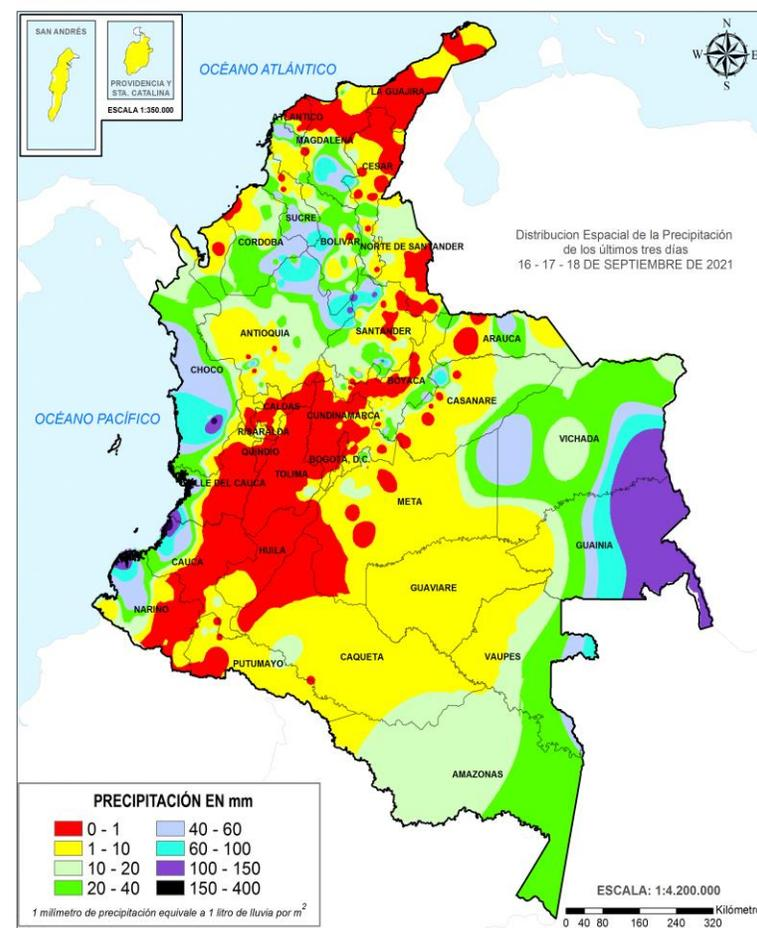 SAN ANDRÉS
PROVIDENCIA Y
STA. CATALINA
ESCALA 1:350.000
OCÉANO ATLÁNTICO
N
W
E
S
LA GUAJIRA
ATLANTICO
MAGDALENA
CESAR
SUCRE
CORDOBA
BOLIVAR
NORTE DE SANTANDER
Distribucion Espacial de la Precipitación
de los últimos tres días
16 - 17 - 18 DE SEPTIEMBRE DE 2021
ANTIOQUIA
SANTANDER
ARAUCA
CHOCO
BOYACA
CASANARE
OCÉANO PACÍFICO
CALDAS
CUNDINAMARCA
RISARALDA
VICHADA
QUINDIO
BOGOTA, D.C.
TOLIMA
VALLE DEL CAUCA
META
HUILA
GUAINIA
CAUCA
GUAVIARE
NARIÑO
PUTUMAYO
CAQUETA
VAUPES
AMAZONAS
PRECIPITACIÓN EN mm
0 - 1
40 - 60
1 - 10
60 - 100
10 - 20
100 - 150
20 - 40
150 - 400
1 milímetro de precipitación equivale a 1 litro de lluvia por m²
ESCALA: 1:4.200.000
Kilómetro
0 40 80 160 240 320